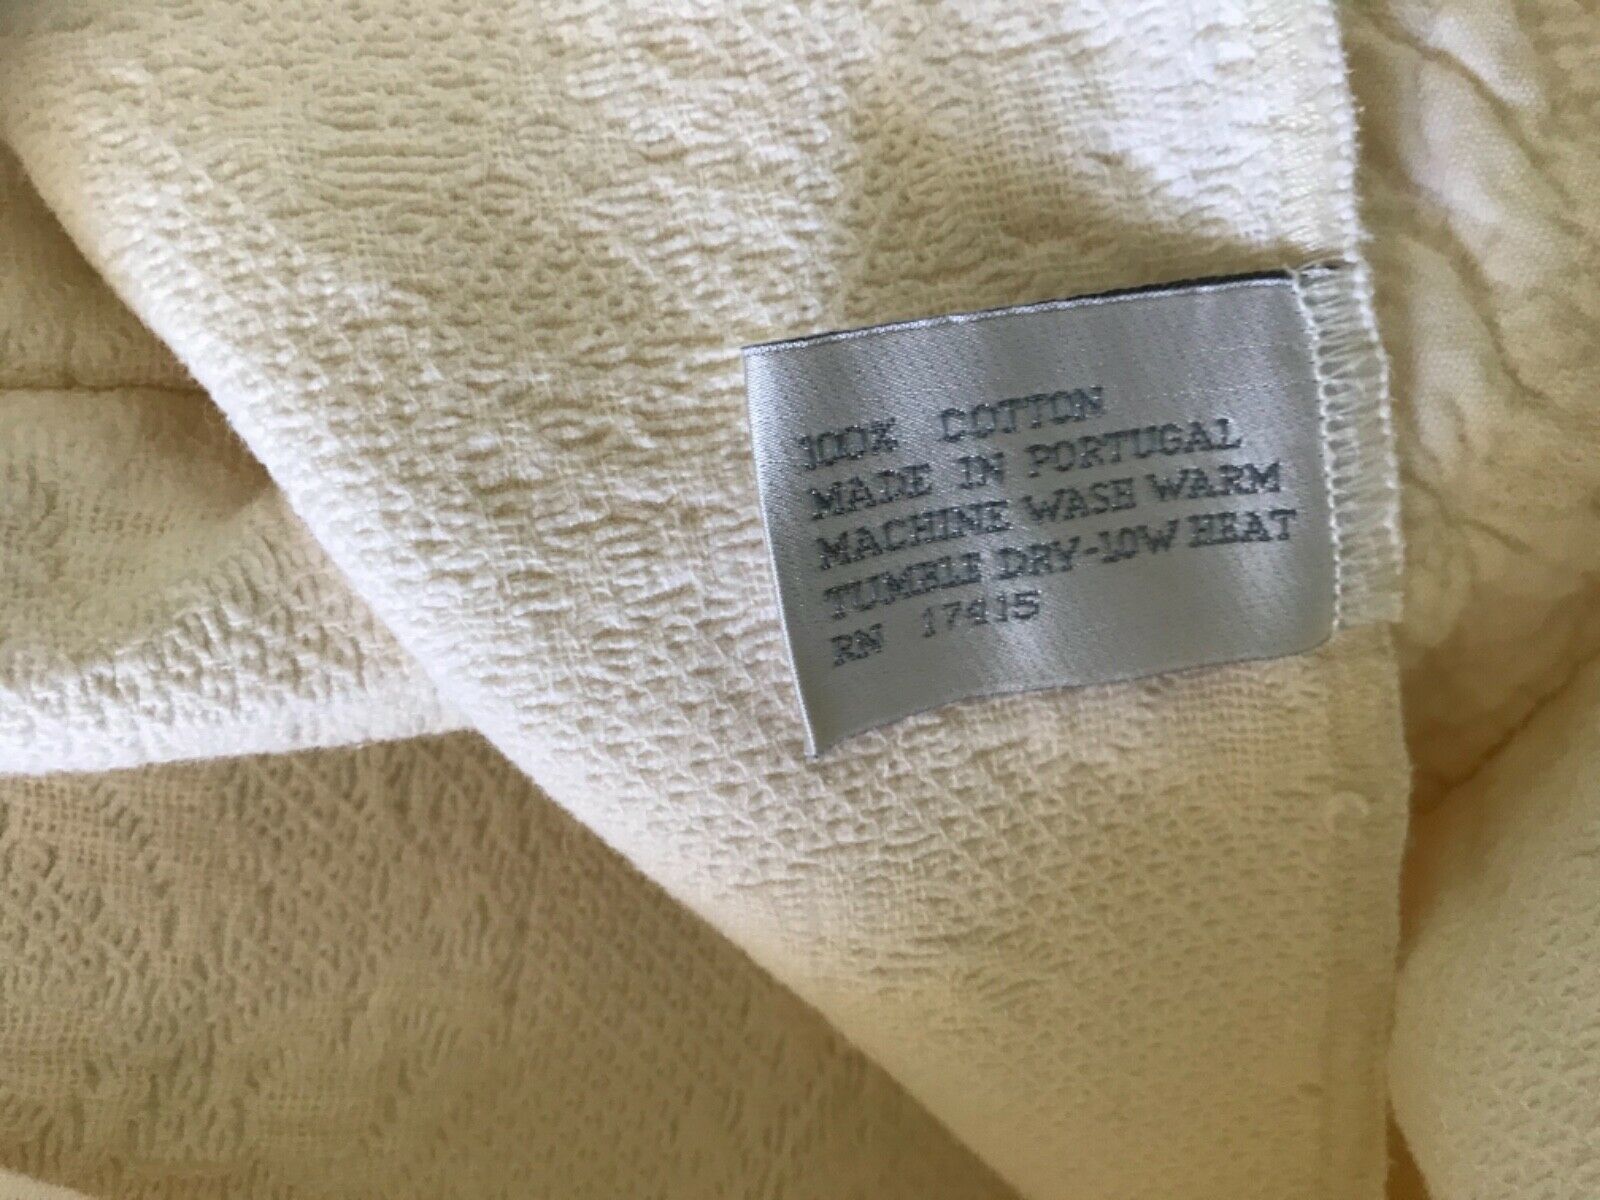 100% COTTON
MADE IN PORTUGAL
MACHINE WASH WARM
TUMBLE DRY-LOW HEAT
RN 17415